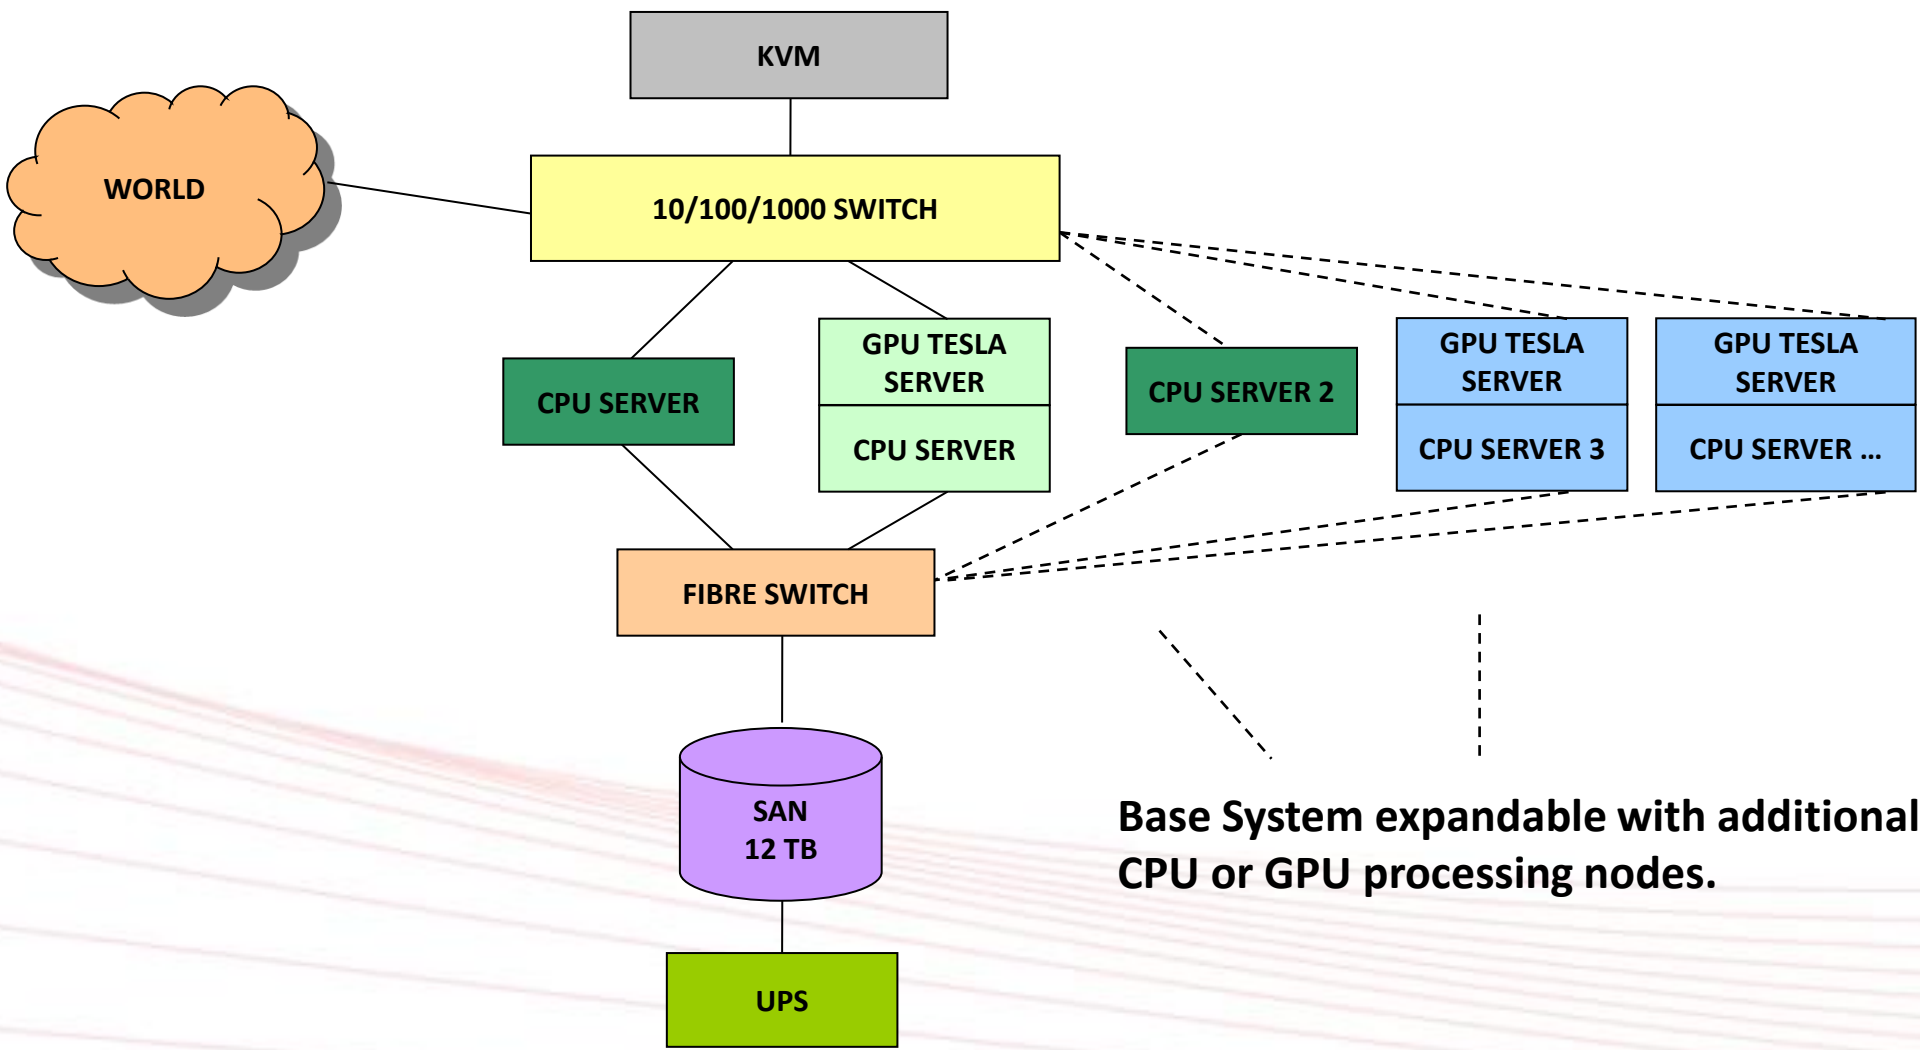 KVM
WORLD
10/100/1000 SWITCH
GPU TESLA
SERVER
CPU SERVER
CPU SERVER
CPU SERVER 2
GPU TESLA
SERVER
CPU SERVER 3
GPU TESLA
SERVER
CPU SERVER ...
FIBRE SWITCH
SAN
12 TB
Base System expandable with additional
CPU or GPU processing nodes.
UPS